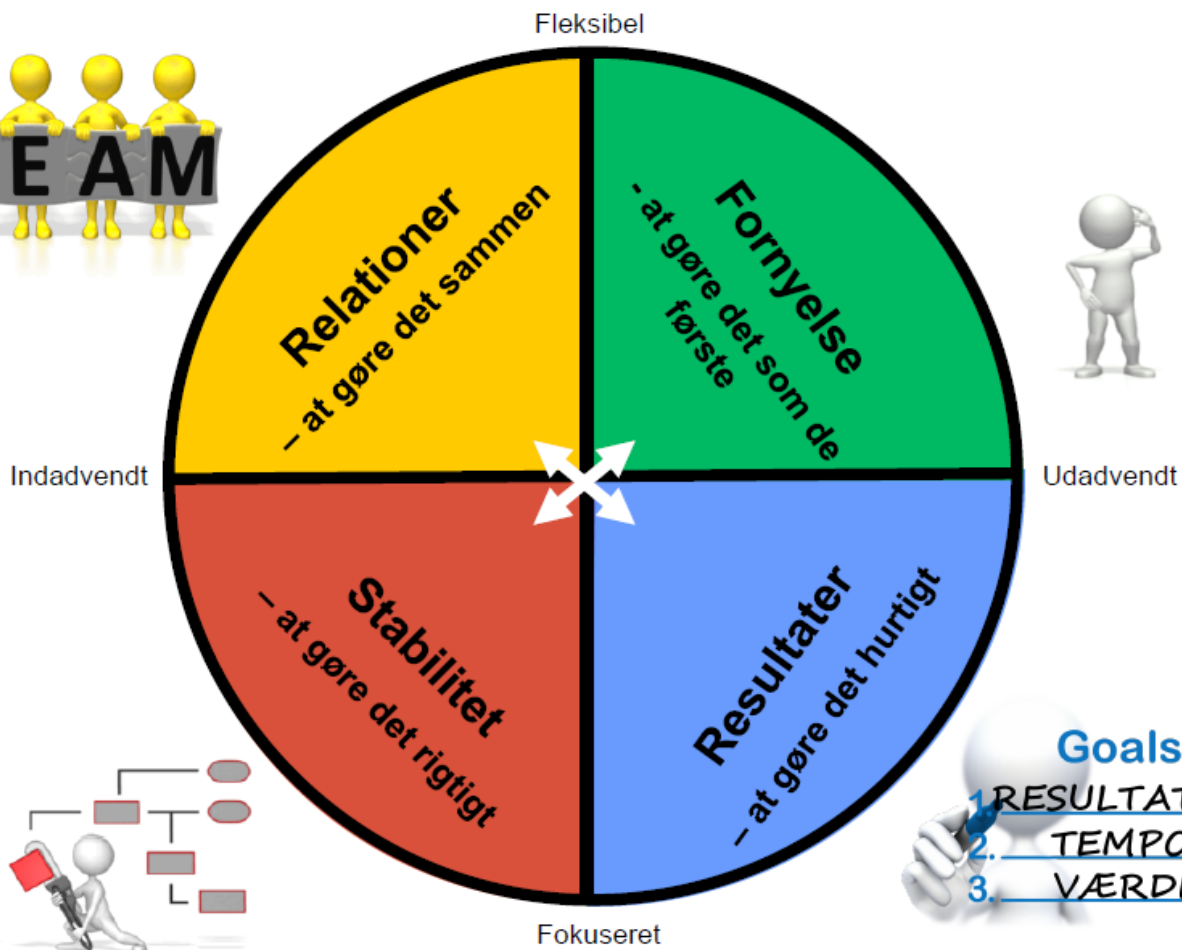 Fleksibel
EAM
Relationer
– at gøre det sammen
Fornyelse
- at gøre det som de
første
Indadvendt
Udadvendt
Stabilitet
– at gøre det rigtigt
Resultater
– at gøre det hurtigt
Goals
1. RESULTAT
2. TEMPO
3. VÆRDI
Fokuseret